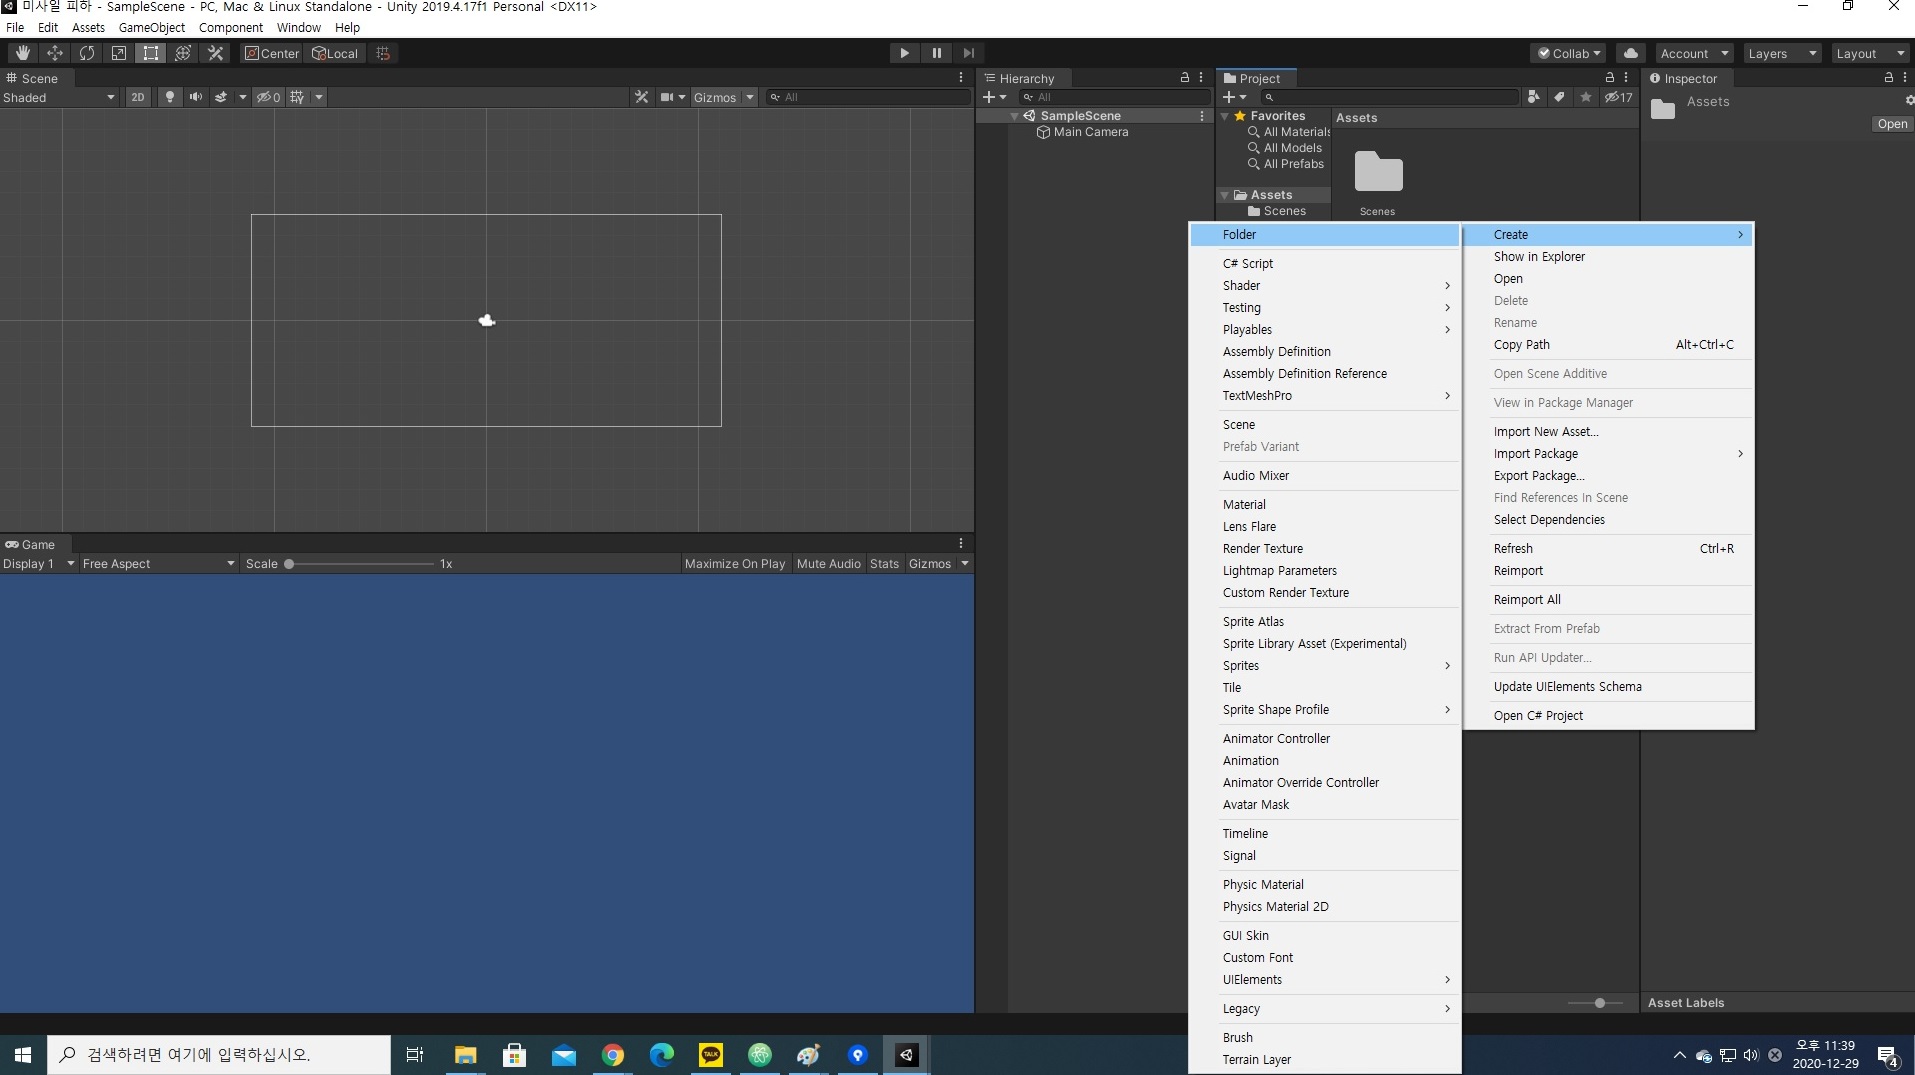 미사일 피하 - SampleScene - PC, Mac & Linux Standalone - Unity 2019.4.17f1 Personal <DX11>
File Edit Assets GameObject Component Window Help
Center Local
Collab Account Layers Layout
Scene
Shaded 2D 0 Gizmos All
Hierarchy
All
SampleScene
Main Camera
Project
17
Favorites
All Materials
All Models
All Prefabs
Assets
Scenes
Assets
Scenes
Inspector
Assets
Open
Folder
C# Script
Shader
Testing
Playables
Assembly Definition
Assembly Definition Reference
TextMeshPro
Scene
Prefab Variant
Audio Mixer
Material
Lens Flare
Render Texture
Lightmap Parameters
Custom Render Texture
Sprite Atlas
Sprite Library Asset (Experimental)
Sprites
Tile
Sprite Shape Profile
Animator Controller
Animation
Animator Override Controller
Avatar Mask
Timeline
Signal
Physic Material
Physics Material 2D
GUI Skin
Custom Font
UIElements
Legacy
Brush
Terrain Layer
Create
Show in Explorer
Open
Delete
Rename
Copy Path Alt+Ctrl+C
Open Scene Additive
View in Package Manager
Import New Asset...
Import Package
Export Package...
Find References In Scene
Select Dependencies
Refresh Ctrl+R
Reimport
Reimport All
Extract From Prefab
Run API Updater...
Update UIElements Schema
Open C# Project
Game
Display 1 Free Aspect Scale 1x Maximize On Play Mute Audio Stats Gizmos
Asset Labels
검색하려면 여기에 입력하십시오.
TALK
오후 11:39
2020-12-29
4